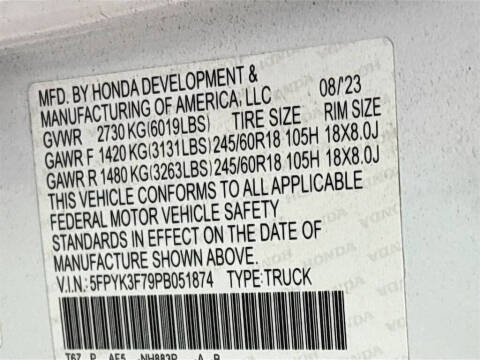 MFD. BY HONDA DEVELOPMENT &
MANUFACTURING OF AMERICA, LLC 08/'23
GVWR 2730 KG(6019LBS) TIRE SIZE RIM SIZE
GAWR F 1420 KG(3131LBS) 245/60R18 105H 18X8.0J
GAWR R 1480 KG(3263LBS) 245/60R18 105H 18X8.0J
THIS VEHICLE CONFORMS TO ALL APPLICABLE
FEDERAL MOTOR VEHICLE SAFETY
STANDARDS IN EFFECT ON THE DATE OF
MANUFACTURE SHOWN ABOVE.
V.I.N.: 5FPYK3F79PB051874 TYPE:TRUCK